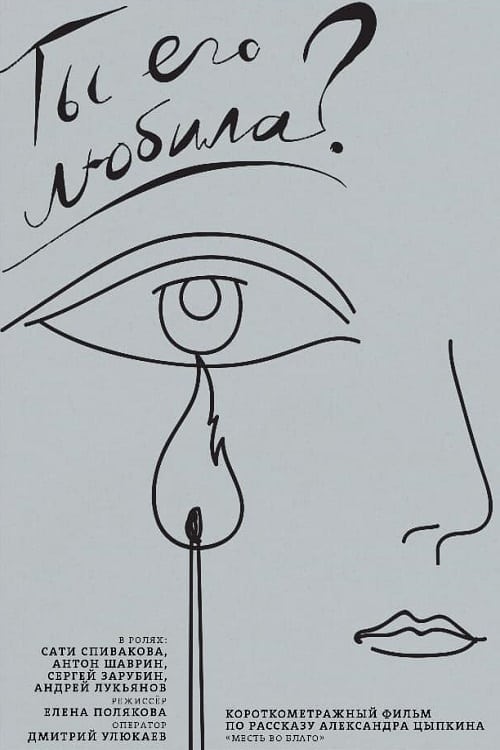 Ты его
любила?
В РОЛЯХ:
САТИ СПИВАКОВА,
АНТОН ШАВРИН,
СЕРГЕЙ ЗАРУБИН,
АНДРЕЙ ЛУКЬЯНОВ
РЕЖИССЁР
ЕЛЕНА ПОЛЯКОВА
ОПЕРАТОР
ДМИТРИЙ УЛЮКАЕВ
КОРОТКОМЕТРАЖНЫЙ ФИЛЬМ
ПО РАССКАЗУ АЛЕКСАНДРА ЦЫПКИНА
«МЕСТЬ ВО БЛАГО»